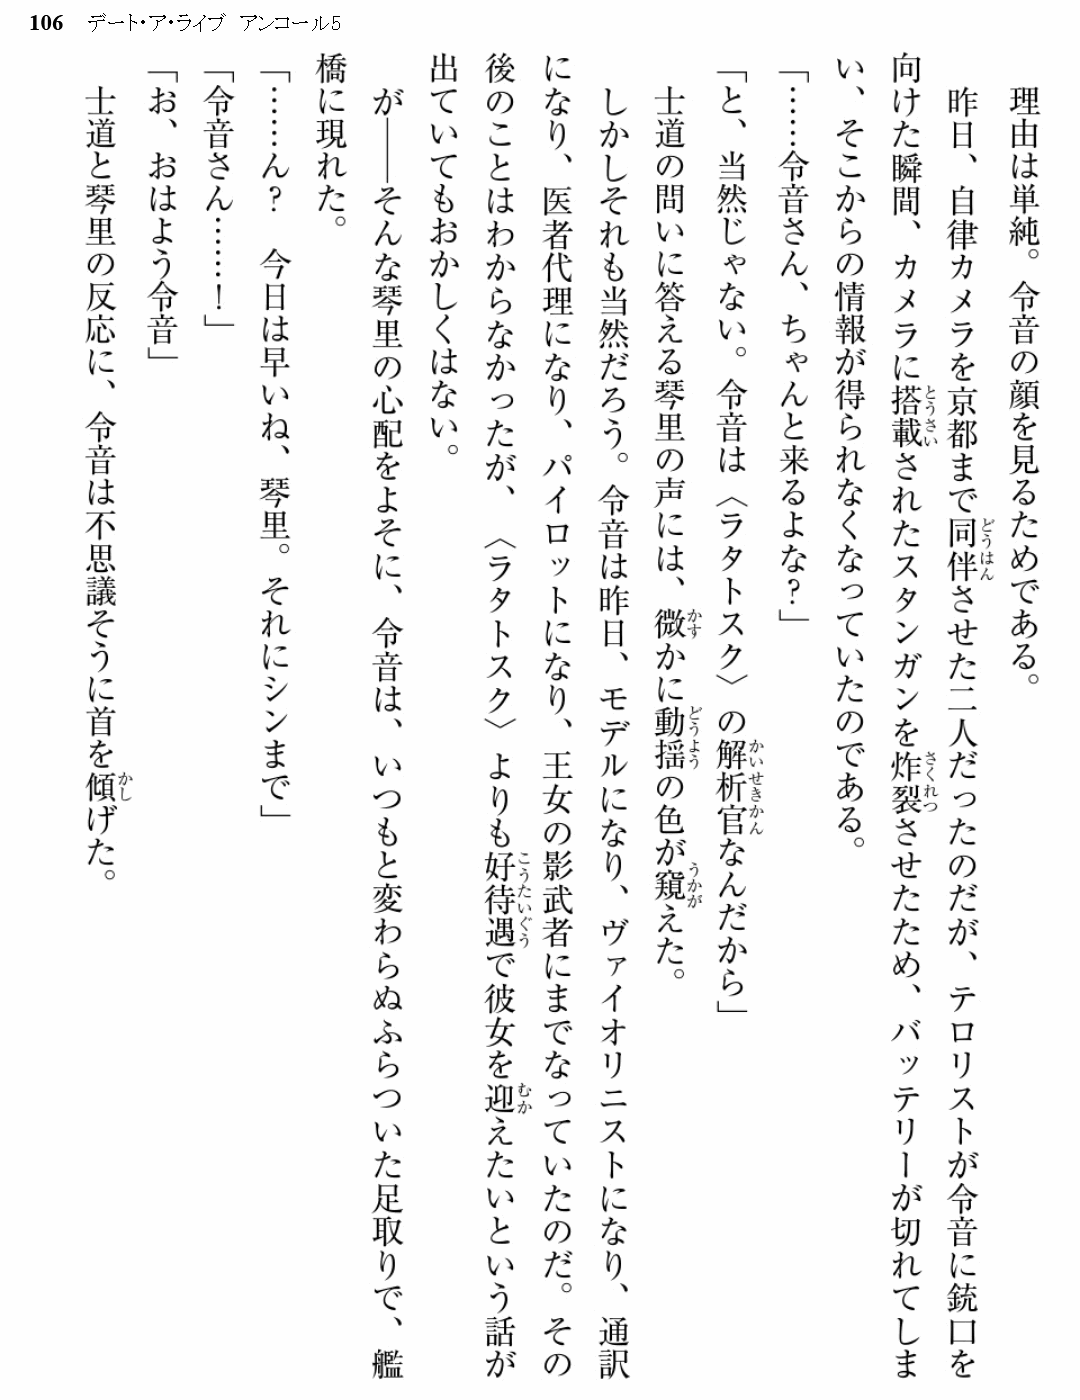 106 デート・ア・ライブ アンコール5
理由は単純。令音の顔を見るためである。
昨日、自律カメラを京都まで同伴させた二人だったのだが、テロリストが令音に銃口を
向けた瞬間、カメラに搭載されたスタンガンを炸裂させたため、バッテリーが切れてしま
い、そこからの情報が得られなくなっていたのである。
「……令音さん、ちゃんと来るよな?」
「と、当然じゃない。令音は〈ラタトスク〉の解析官なんだから」
士道の問いに答える琴里の声には、微かに動揺の色が窺えた。
しかしそれも当然だろう。令音は昨日、モデルになり、ヴァイオリニストになり、通訳
になり、医者代理になり、パイロットになり、王女の影武者にまでなっていたのだ。その
後のことはわからなかったが、〈ラタトスク〉よりも好待遇で彼女を迎えたいという話が
出ていてもおかしくはない。
が――そんな琴里の心配をよそに、令音は、いつもと変わらぬふらついた足取りで、艦
橋に現れた。
「……ん? 今日は早いね、琴里。それにシンまで」
「令音さん……!」
「お、おはよう令音」
士道と琴里の反応に、令音は不思議そうに首を傾げた。